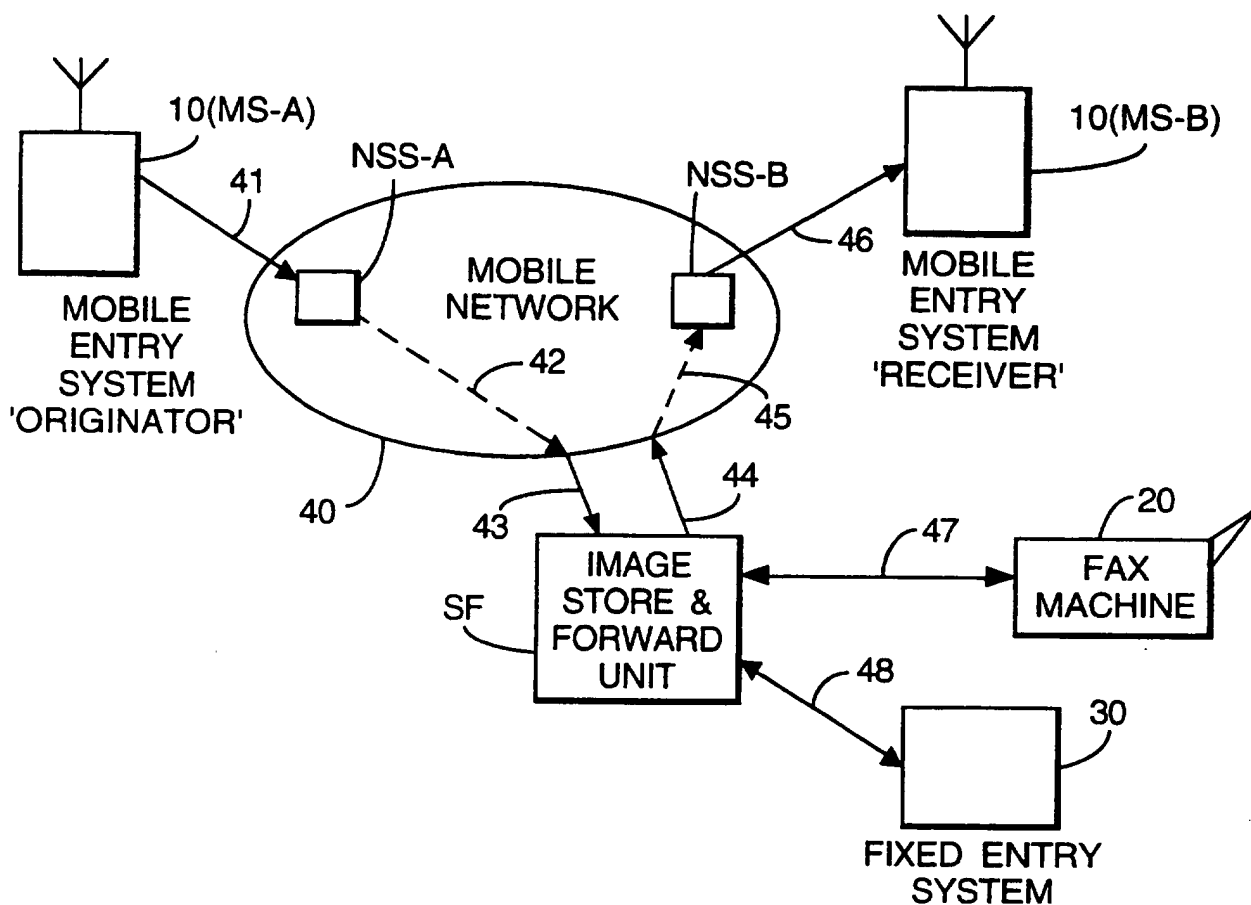 10(MS-A)
NSS-A
41
MOBILE
ENTRY
SYSTEM
'ORIGINATOR'
MOBILE
NETWORK
NSS-B
10(MS-B)
46
MOBILE
ENTRY
SYSTEM
'RECEIVER'
42
45
40
43
44
IMAGE
STORE &
FORWARD
UNIT
SF
47
20
FAX
MACHINE
48
30
FIXED ENTRY
SYSTEM